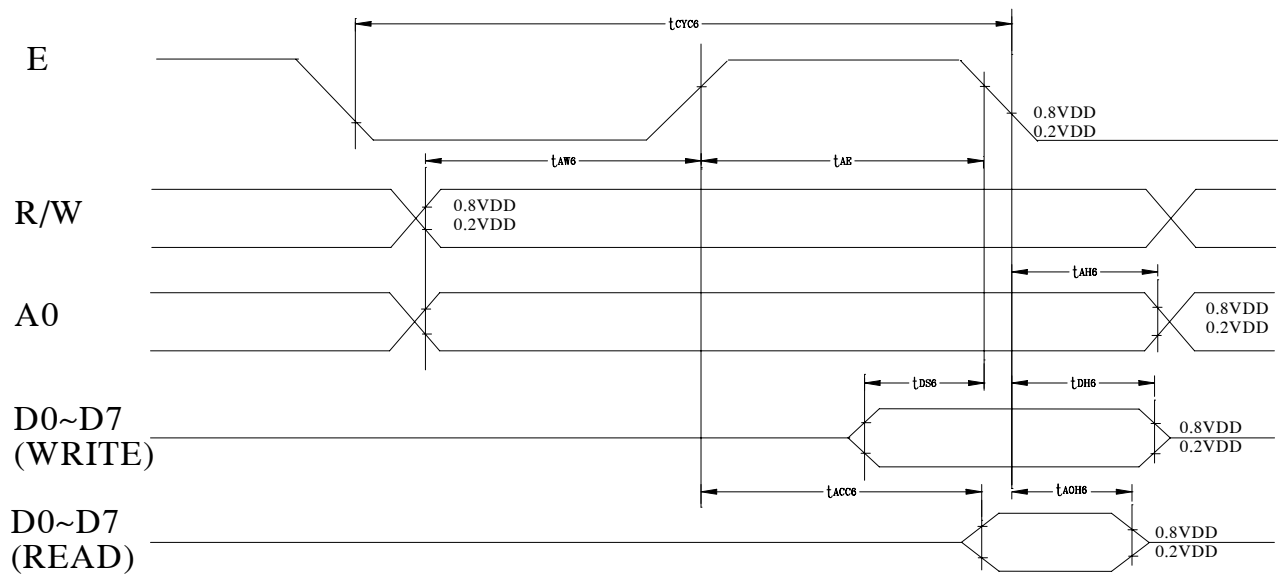 tCYC6
E
0.8VDD
0.2VDD
tAW6
tAE
R/W
0.8VDD
0.2VDD
tAH6
A0
0.8VDD
0.2VDD
tDS6
tDH6
D0~D7
(WRITE)
0.8VDD
0.2VDD
tACC6
tAOH6
D0~D7
(READ)
0.8VDD
0.2VDD